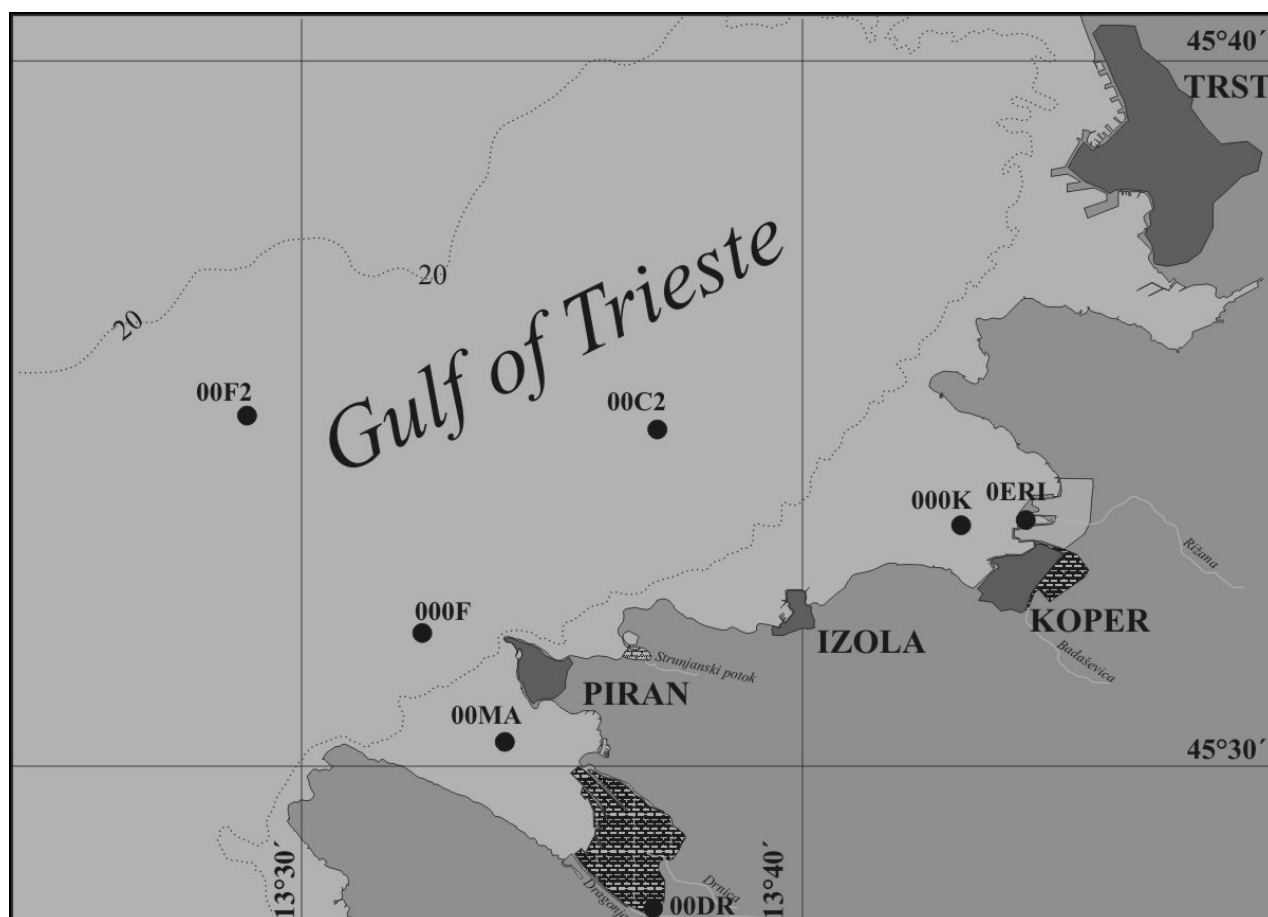 45°40´
TRST
20
20
Gulf of Trieste
00F2
00C2
000K
0ERI
Rižana
000F
KOPER
IZOLA
Badaševica
Strunjanski potok
PIRAN
00MA
45°30´
13°30´
13°40´
Dragonja
Drnica
00DR